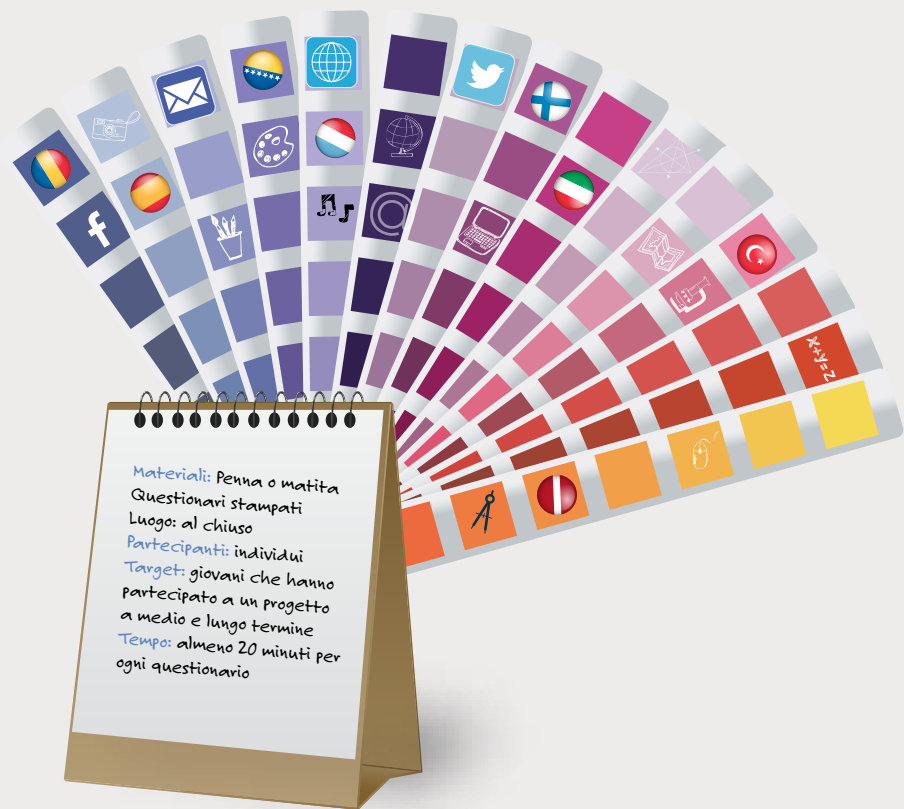 Materiali: Penna o matita
Questionari stampati
Luogo: al chiuso
Partecipanti: individui
Target: giovani che hanno
partecipato a un progetto
a medio e lungo termine
Tempo: almeno 20 minuti per
ogni questionario
f
@
Z=y+x